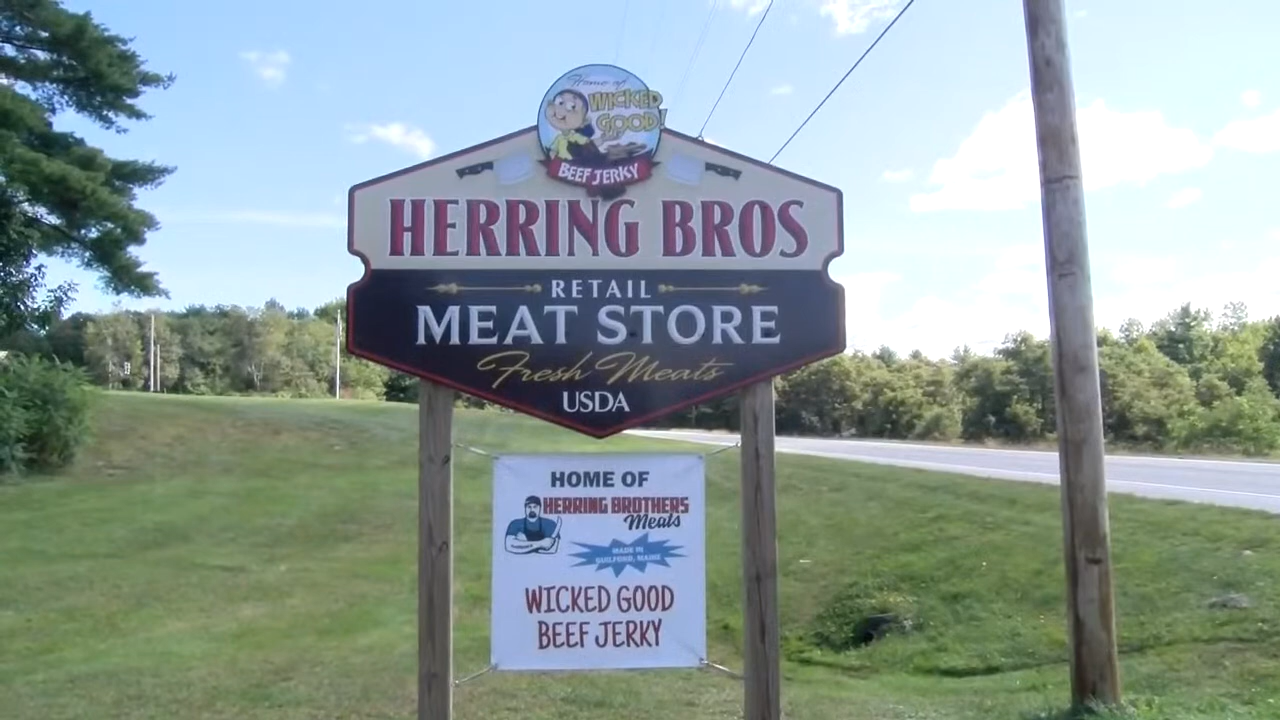 Home of
WICKED
GOOD!
BEEF JERKY
HERRING BROS
RETAIL
MEAT STORE
Fresh Meats
USDA
HOME OF
HERRING BROTHERS
Meats
MADE IN
GUILFORD, MAINE
WICKED GOOD
BEEF JERKY